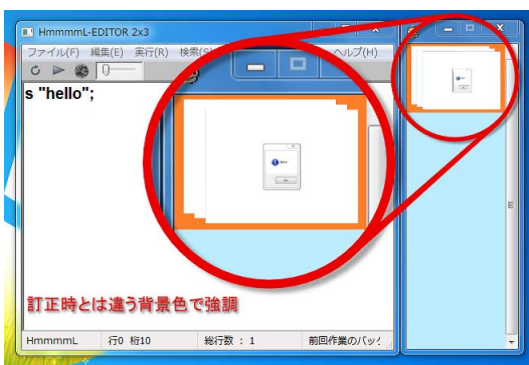 HmmmmL-EDITOR 2x3
ファイル(F) 編集(E) 実行(R) 検索(S) ヘルプ(H)
s "hello";
訂正時とは違う背景色で強調
HmmmmL 行0 桁10 総行数 : 1 前回作業のバッ